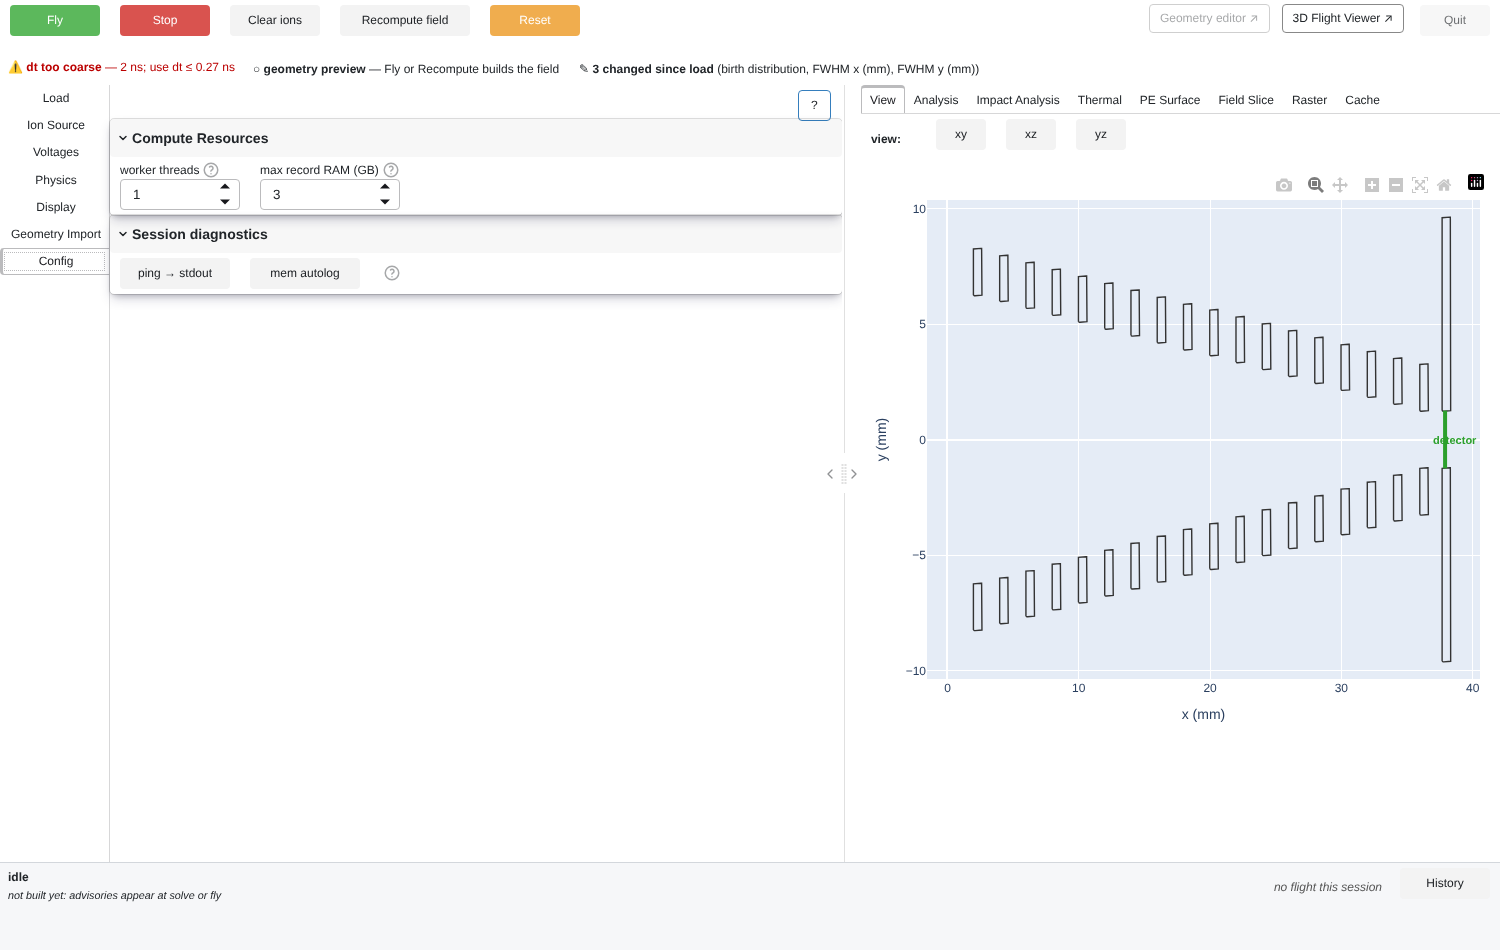 Fly
Stop
Clear ions
Recompute field
Reset
Geometry editor ↗
3D Flight Viewer ↗
Quit
⚠️ dt too coarse — 2 ns; use dt ≤ 0.27 ns
○ geometry preview — Fly or Recompute builds the field
✎ 3 changed since load (birth distribution, FWHM x (mm), FWHM y (mm))
Load
Ion Source
Voltages
Physics
Display
Geometry Import
Config
?
Compute Resources
worker threads ?
max record RAM (GB) ?
1
3
Session diagnostics
ping → stdout
mem autolog
?
View
Analysis
Impact Analysis
Thermal
PE Surface
Field Slice
Raster
Cache
view:
xy
xz
yz
10
5
0
−5
−10
y (mm)
detector
0
10
20
30
40
x (mm)
idle
not built yet: advisories appear at solve or fly
no flight this session
History